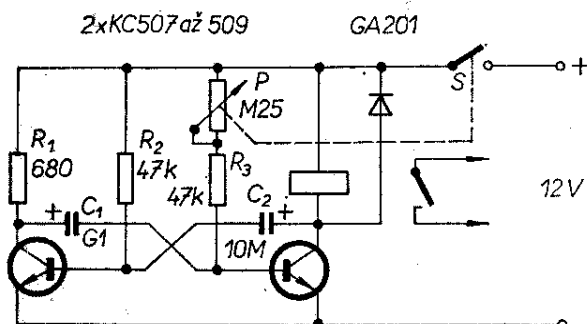 2xKC507až 509
GA201
S
+
P
M25
R1
680
R2
47k
R3
47k
+
C1
G1
C2
+
10M
12V